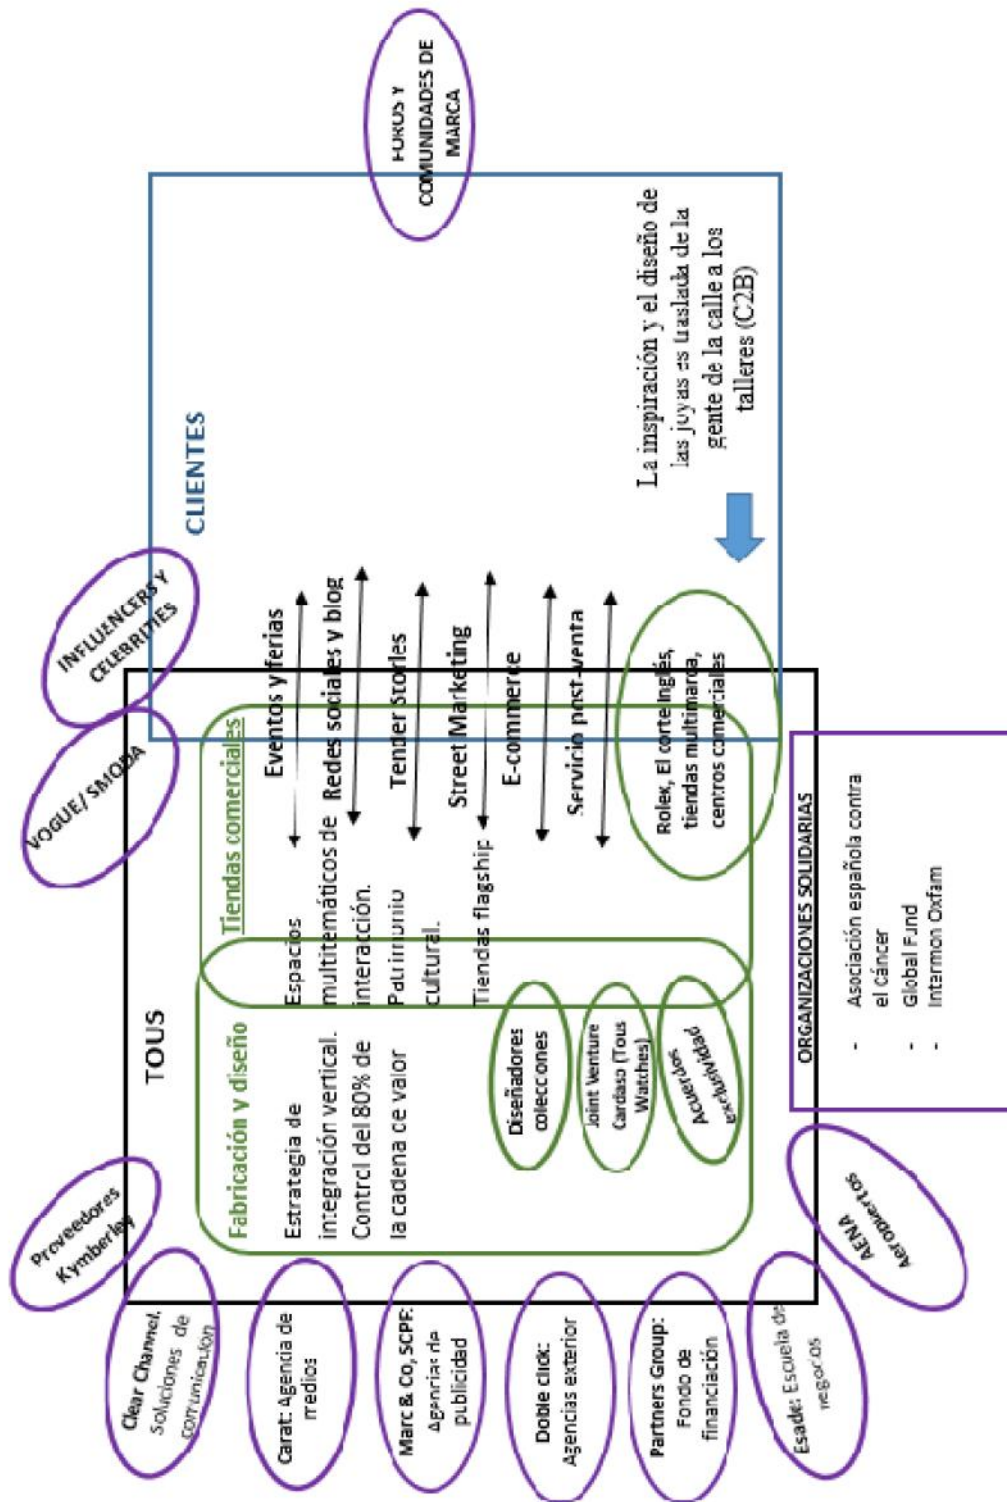 Proveedores
Kymberley
VOGUE/ SMODA
INFLUENCERS Y
CELEBRITIES
TOUS
CLIENTES
Clear Channel.
Soluciones de
comunicación
Carat: Agencia de
medios
Marc & Co, SCPF:
Agencias de
publicidad
Doble click:
Agencias exterior
Partners Group:
Fondo de
financiación
Esade: Escuela de
negocios
Fabricación y diseño
Estrategia de
integración vertical.
Control del 80% de
la cadena de valor
Diseñadores
colecciones
Joint Venture
Cardaso (Tous
Watches)
Acuerdos
exclusividad
Tiendas comerciales
Espacios
multitemáticos de
interacción.
Patrimonio
cultural.
Tiendas flagship
Eventos y ferias
Redes sociales y blog
Tender Stories
Street Marketing
E-commerce
Servicio post-venta
Rolex, El corte Inglés,
tiendas multimarca,
centros comerciales
La inspiración y el diseño de
las joyas es traslada de la
gente de la calle a los
talleres (C2B)
FOROS Y
COMUNIDADES DE
MARCA
AENA
Aeropuertos
ORGANIZACIONES SOLIDARIAS
- Asociación española contra
el cáncer
- Global Fund
- Intermon Oxfam